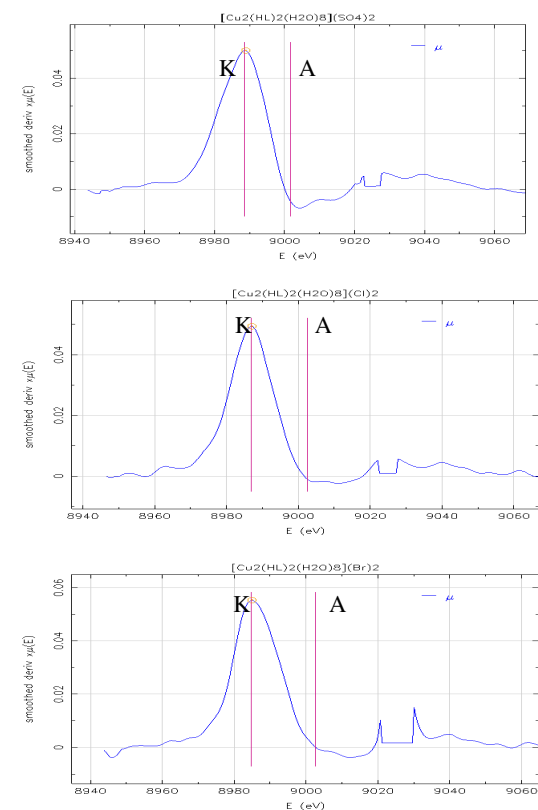 [Cu2(HL)2(H2O)8](SO4)2
μ
K A
smoothed deriv xμ(E)
0.04
0.02
0
8940 8960 8980 9000 9020 9040 9060
E (eV)
[Cu2(HL)2(H2O)8](Cl)2
μ
K A
smoothed deriv xμ(E)
0.04
0.02
0
8940 8960 8980 9000 9020 9040 9060
E (eV)
[Cu2(HL)2(H2O)8](Br)2
μ
K A
smoothed deriv xμ(E)
0.06
0.04
0.02
0
8940 8960 8980 9000 9020 9040 9060
E (eV)